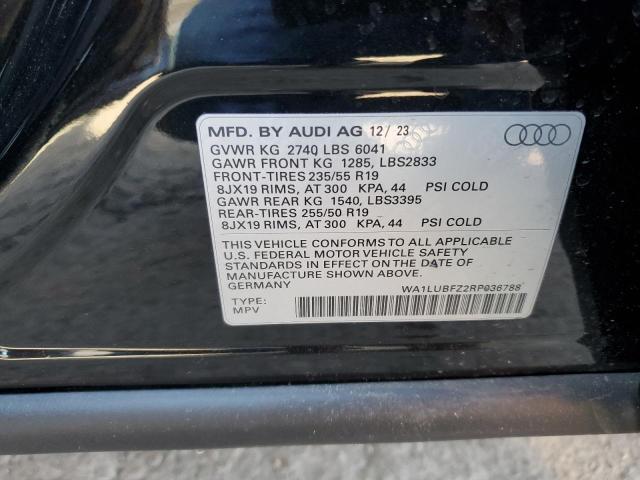 MFD. BY AUDI AG 12/ 23
GVWR KG 2740 LBS 6041
GAWR FRONT KG 1285, LBS2833
FRONT-TIRES 235/55 R19
8JX19 RIMS, AT 300 KPA, 44 PSI COLD
GAWR REAR KG 1540, LBS3395
REAR-TIRES 255/50 R19
8JX19 RIMS, AT 300 KPA, 44 PSI COLD
THIS VEHICLE CONFORMS TO ALL APPLICABLE
U.S. FEDERAL MOTOR VEHICLE SAFETY
STANDARDS IN EFFECT ON THE DATE OF
MANUFACTURE SHOWN ABOVE.
GERMANY WA1LUBFZ2RP036788
TYPE:
MPV